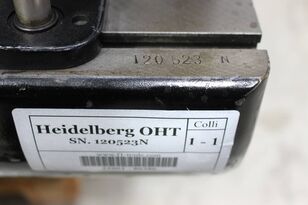 120 523 N
Heidelberg OHT
SN. 120523N
Colli
1 - 1